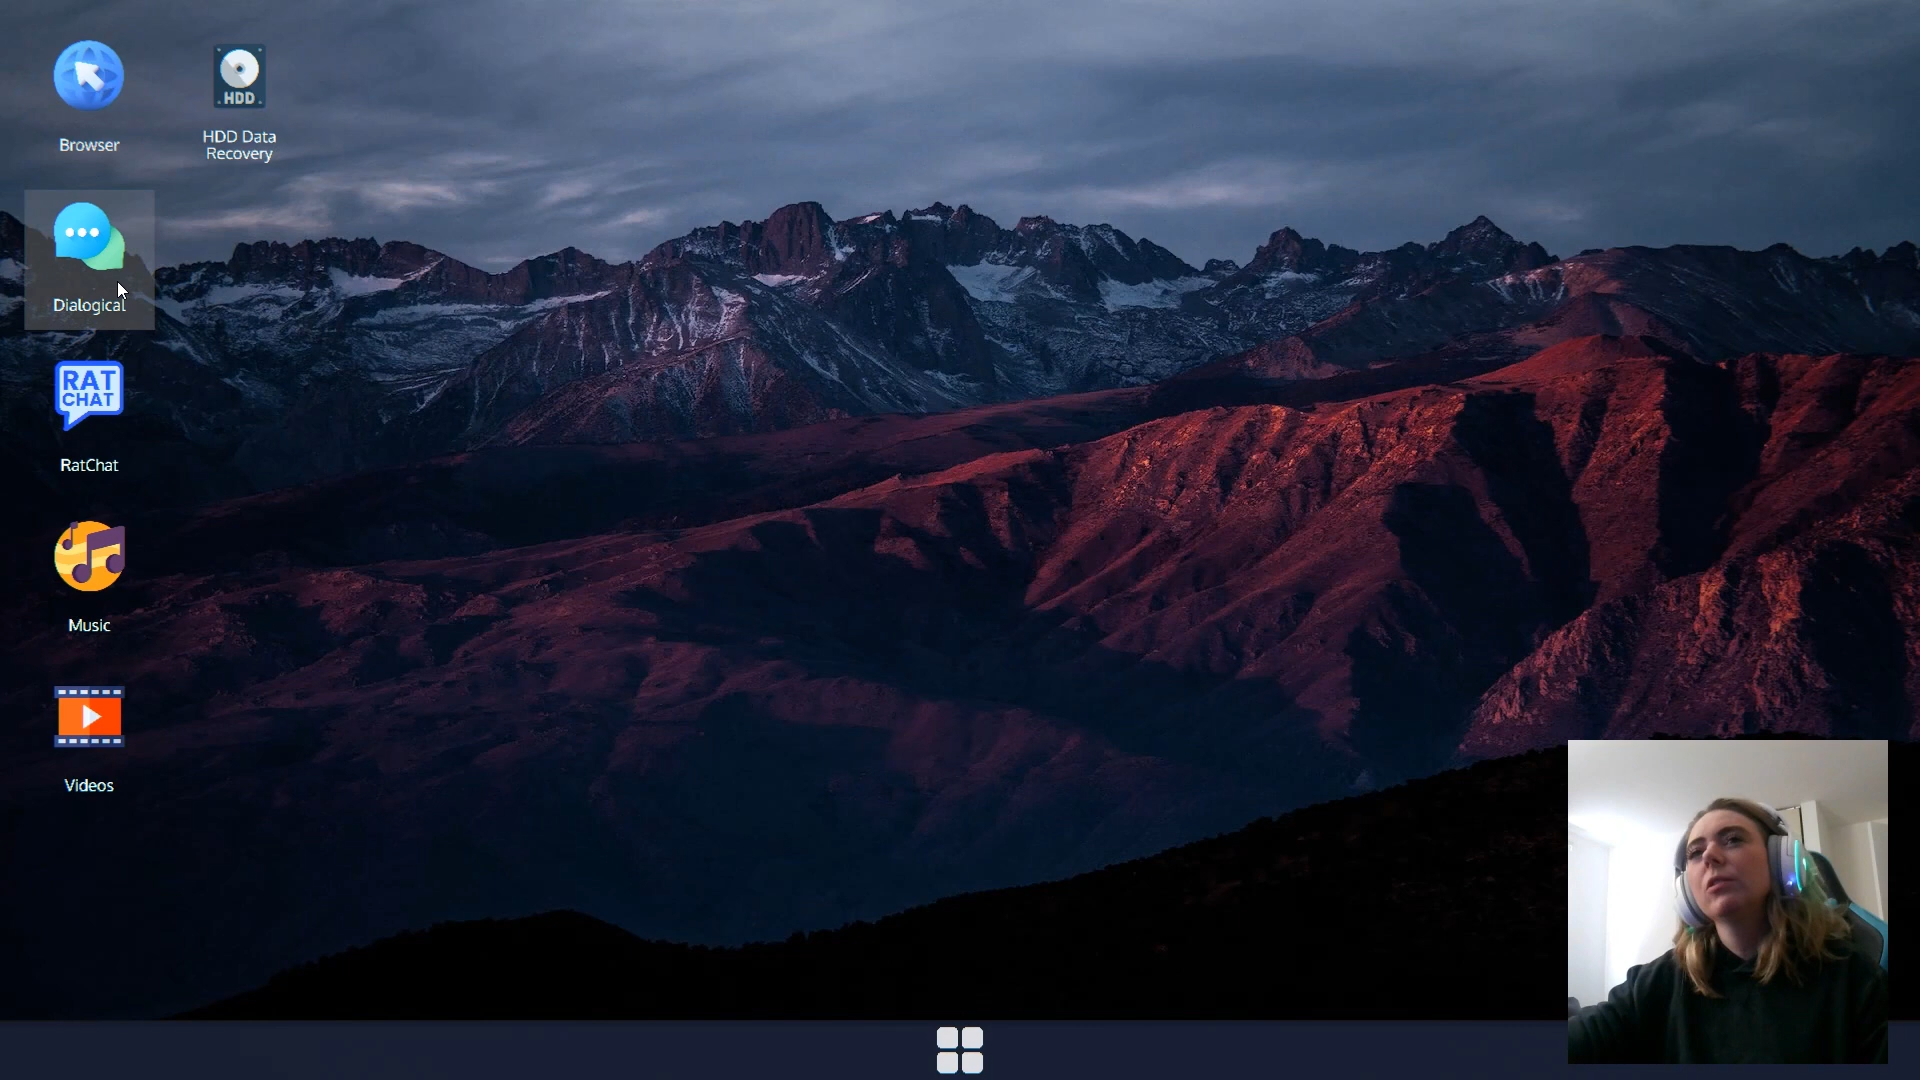 Browser
HDD
HDD Data
Recovery
Dialogical
RAT
CHAT
RatChat
Music
Videos